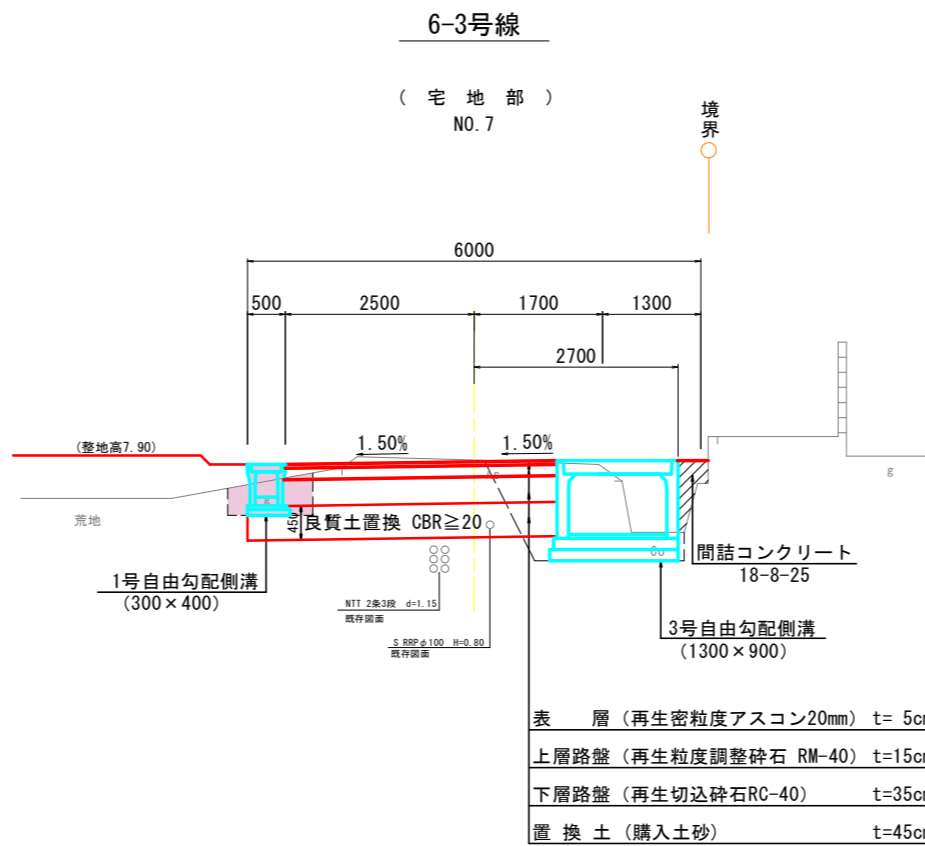 6-3号線
( 宅 地 部 )
NO.7
境界
6000
500
2500
1700
1300
2700
(整地高7.90)
1.50%
1.50%
g
荒地
450
良質土置換 CBR≧20
1号自由勾配側溝
(300×400)
間詰コンクリート
18-8-25
NTT 2条3段 d=1.15
既存図面
3号自由勾配側溝
(1300×900)
S RRPφ100 H=0.80
既存図面
表 層 (再生密粒度アスコン20mm) t= 5cm
上層路盤 (再生粒度調整砕石 RM-40) t=15cm
下層路盤 (再生切込砕石RC-40) t=35cm
置 換 土 (購入土砂) t=45cm